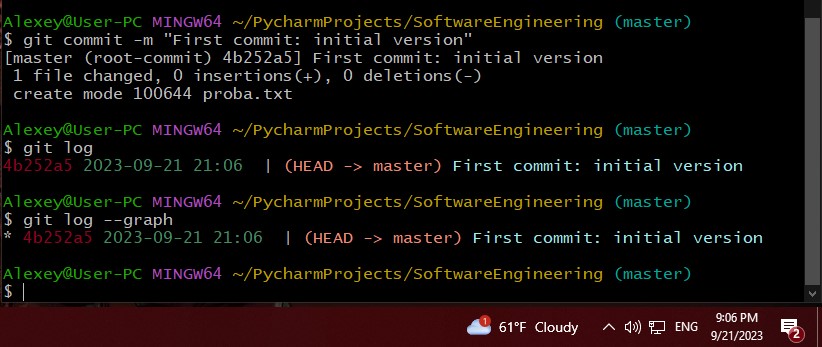 Alexey@User-PC MINGW64 ~/PycharmProjects/SoftwareEngineering (master)
$ git commit -m "First commit: initial version"
[master (root-commit) 4b252a5] First commit: initial version
 1 file changed, 0 insertions(+), 0 deletions(-)
 create mode 100644 proba.txt
Alexey@User-PC MINGW64 ~/PycharmProjects/SoftwareEngineering (master)
$ git log
4b252a5 2023-09-21 21:06  | (HEAD -> master) First commit: initial version
Alexey@User-PC MINGW64 ~/PycharmProjects/SoftwareEngineering (master)
$ git log --graph
* 4b252a5 2023-09-21 21:06  | (HEAD -> master) First commit: initial version
Alexey@User-PC MINGW64 ~/PycharmProjects/SoftwareEngineering (master)
$
1 61°F Cloudy ENG 9:06 PM 2
9/21/2023